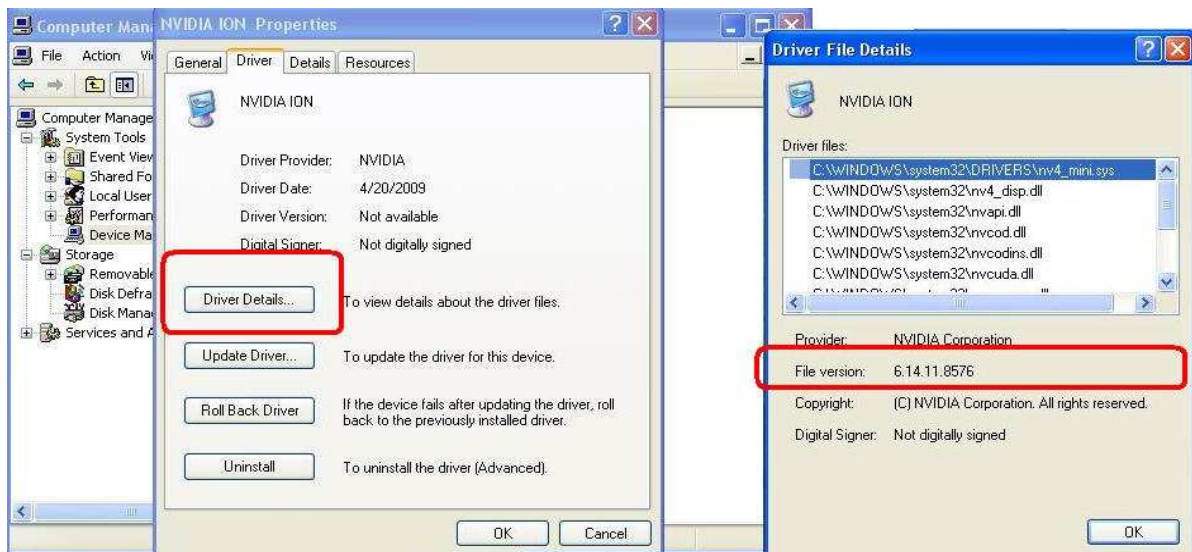 Computer Man
File Action Vi
Computer Manage
System Tools
Event View
Shared Fo
Local User
Performan
Device Ma
Storage
Removable
Disk Defra
Disk Mana
Services and A
NVIDIA ION Properties
General Driver Details Resources
NVIDIA ION
Driver Provider: NVIDIA
Driver Date: 4/20/2009
Driver Version: Not available
Digital Signer: Not digitally signed
Driver Details... To view details about the driver files.
Update Driver... To update the driver for this device.
Roll Back Driver If the device fails after updating the driver, roll
back to the previously installed driver.
Uninstall To uninstall the driver (Advanced).
OK Cancel
Driver File Details
NVIDIA ION
Driver files:
C:\WINDOWS\system32\DRIVERS\nv4_mini.sys
C:\WINDOWS\system32\nv4_disp.dll
C:\WINDOWS\system32\nvapi.dll
C:\WINDOWS\system32\nvcod.dll
C:\WINDOWS\system32\nvcodins.dll
C:\WINDOWS\system32\nvcuda.dll
Provider: NVIDIA Corporation
File version: 6.14.11.8576
Copyright: (C) NVIDIA Corporation. All rights reserved.
Digital Signer: Not digitally signed
OK